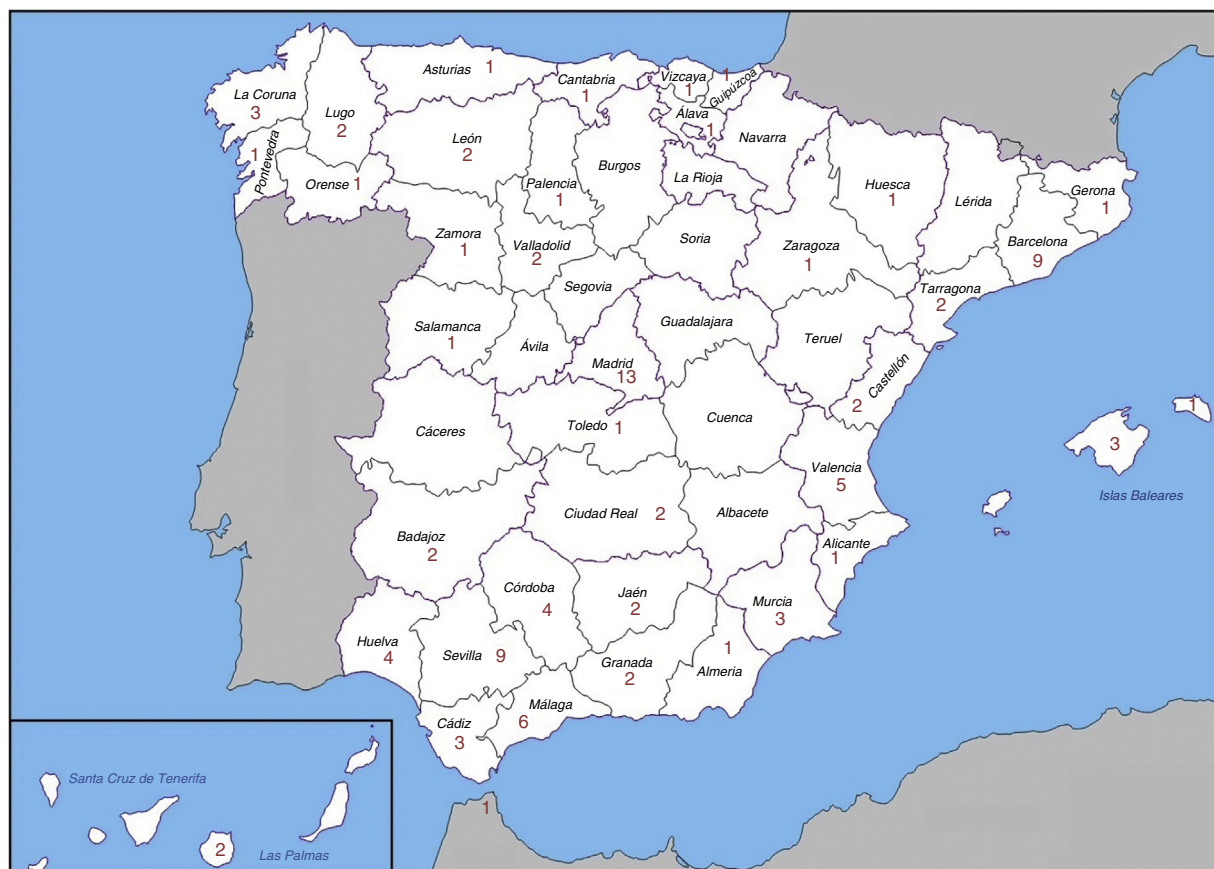 Asturias 1
Cantabria
1
Vizcaya
1
1
Guipúzcoa
La Coruna
3
Lugo
2
León
2
Álava
1
Navarra
1
Pontevedra
Orense 1
Palencia
1
Burgos
La Rioja
Huesca
1
Lérida
Gerona
1
Zamora
1
Valladolid
2
Soria
Zaragoza
1
Barcelona
9
Segovia
Tarragona
2
Salamanca
1
Ávila
Madrid
13
Guadalajara
Teruel
Castellón
2
Cáceres
Toledo 1
Cuenca
1
3
Islas Baleares
Valencia
5
Badajoz
2
Ciudad Real 2
Albacete
Alicante
1
Córdoba
4
Jaén
2
Murcia
3
Huelva
4
Sevilla 9
Granada
2
1
Almeria
Cádiz
3
Málaga
6
Santa Cruz de Tenerifa
2
Las Palmas
1